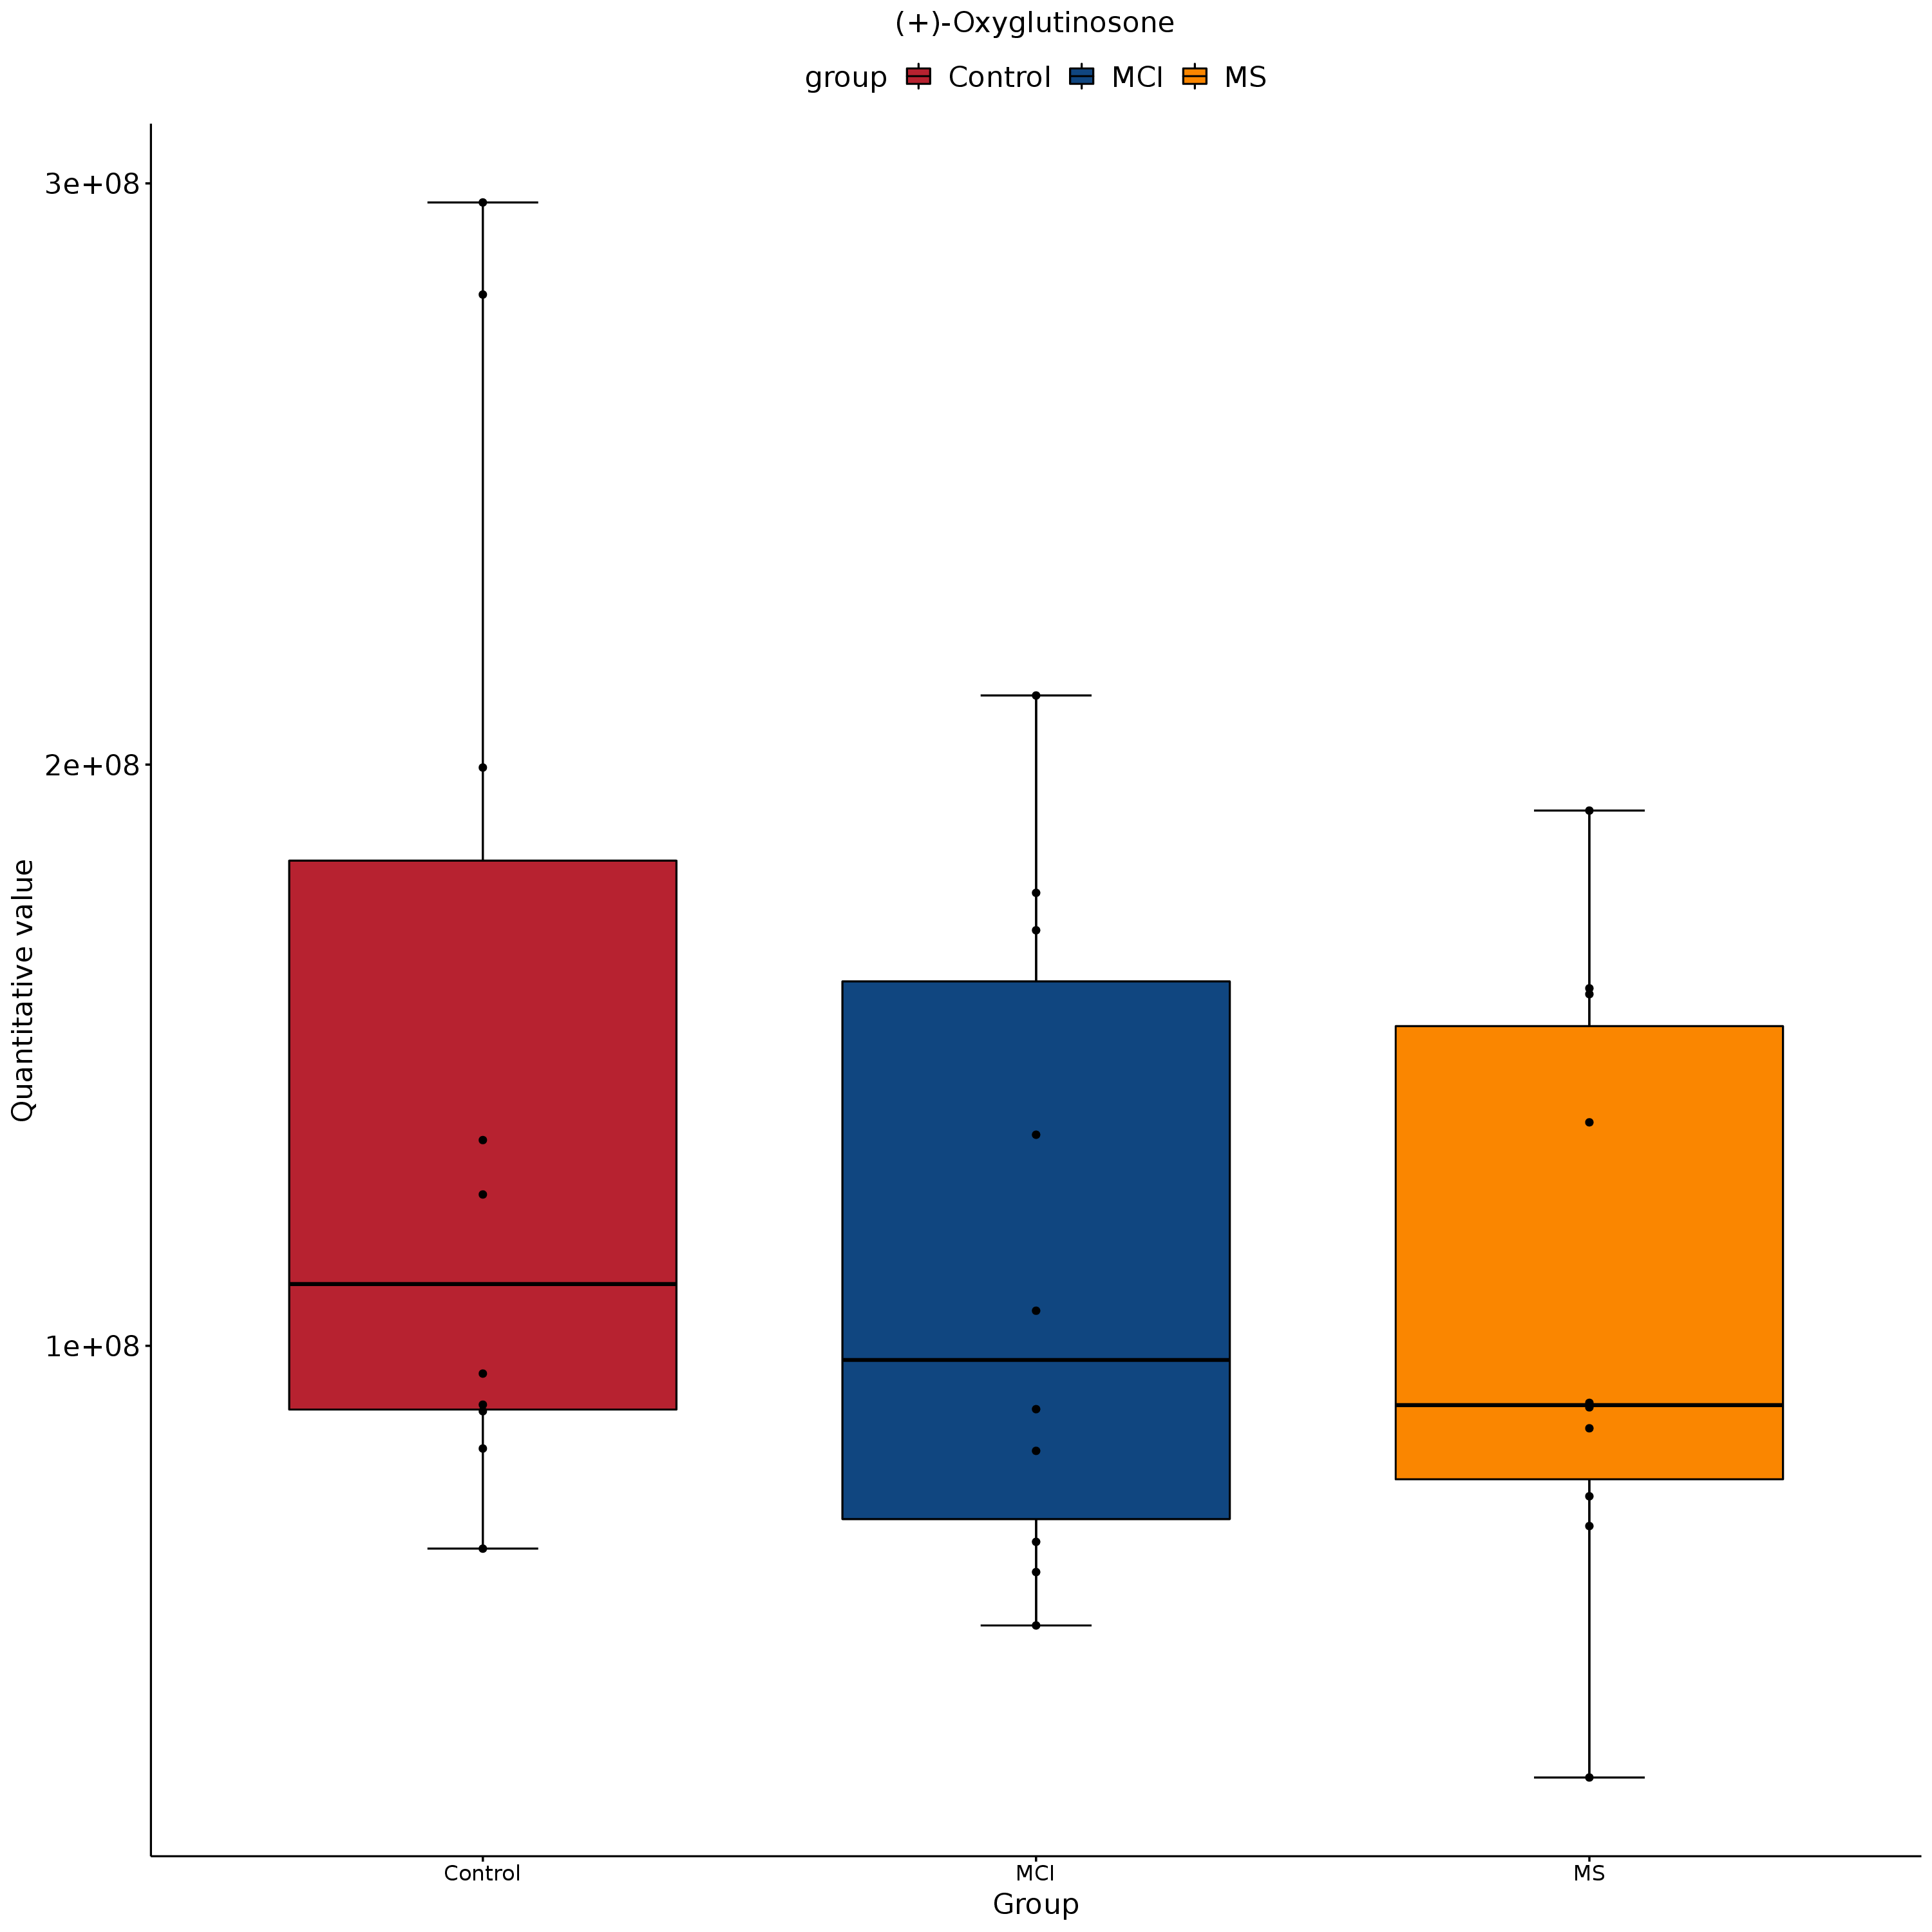 (+)-Oxyglutinosone
group Control MCI MS
3e+08
2e+08
1e+08
Quantitative value
Control MCI MS
Group